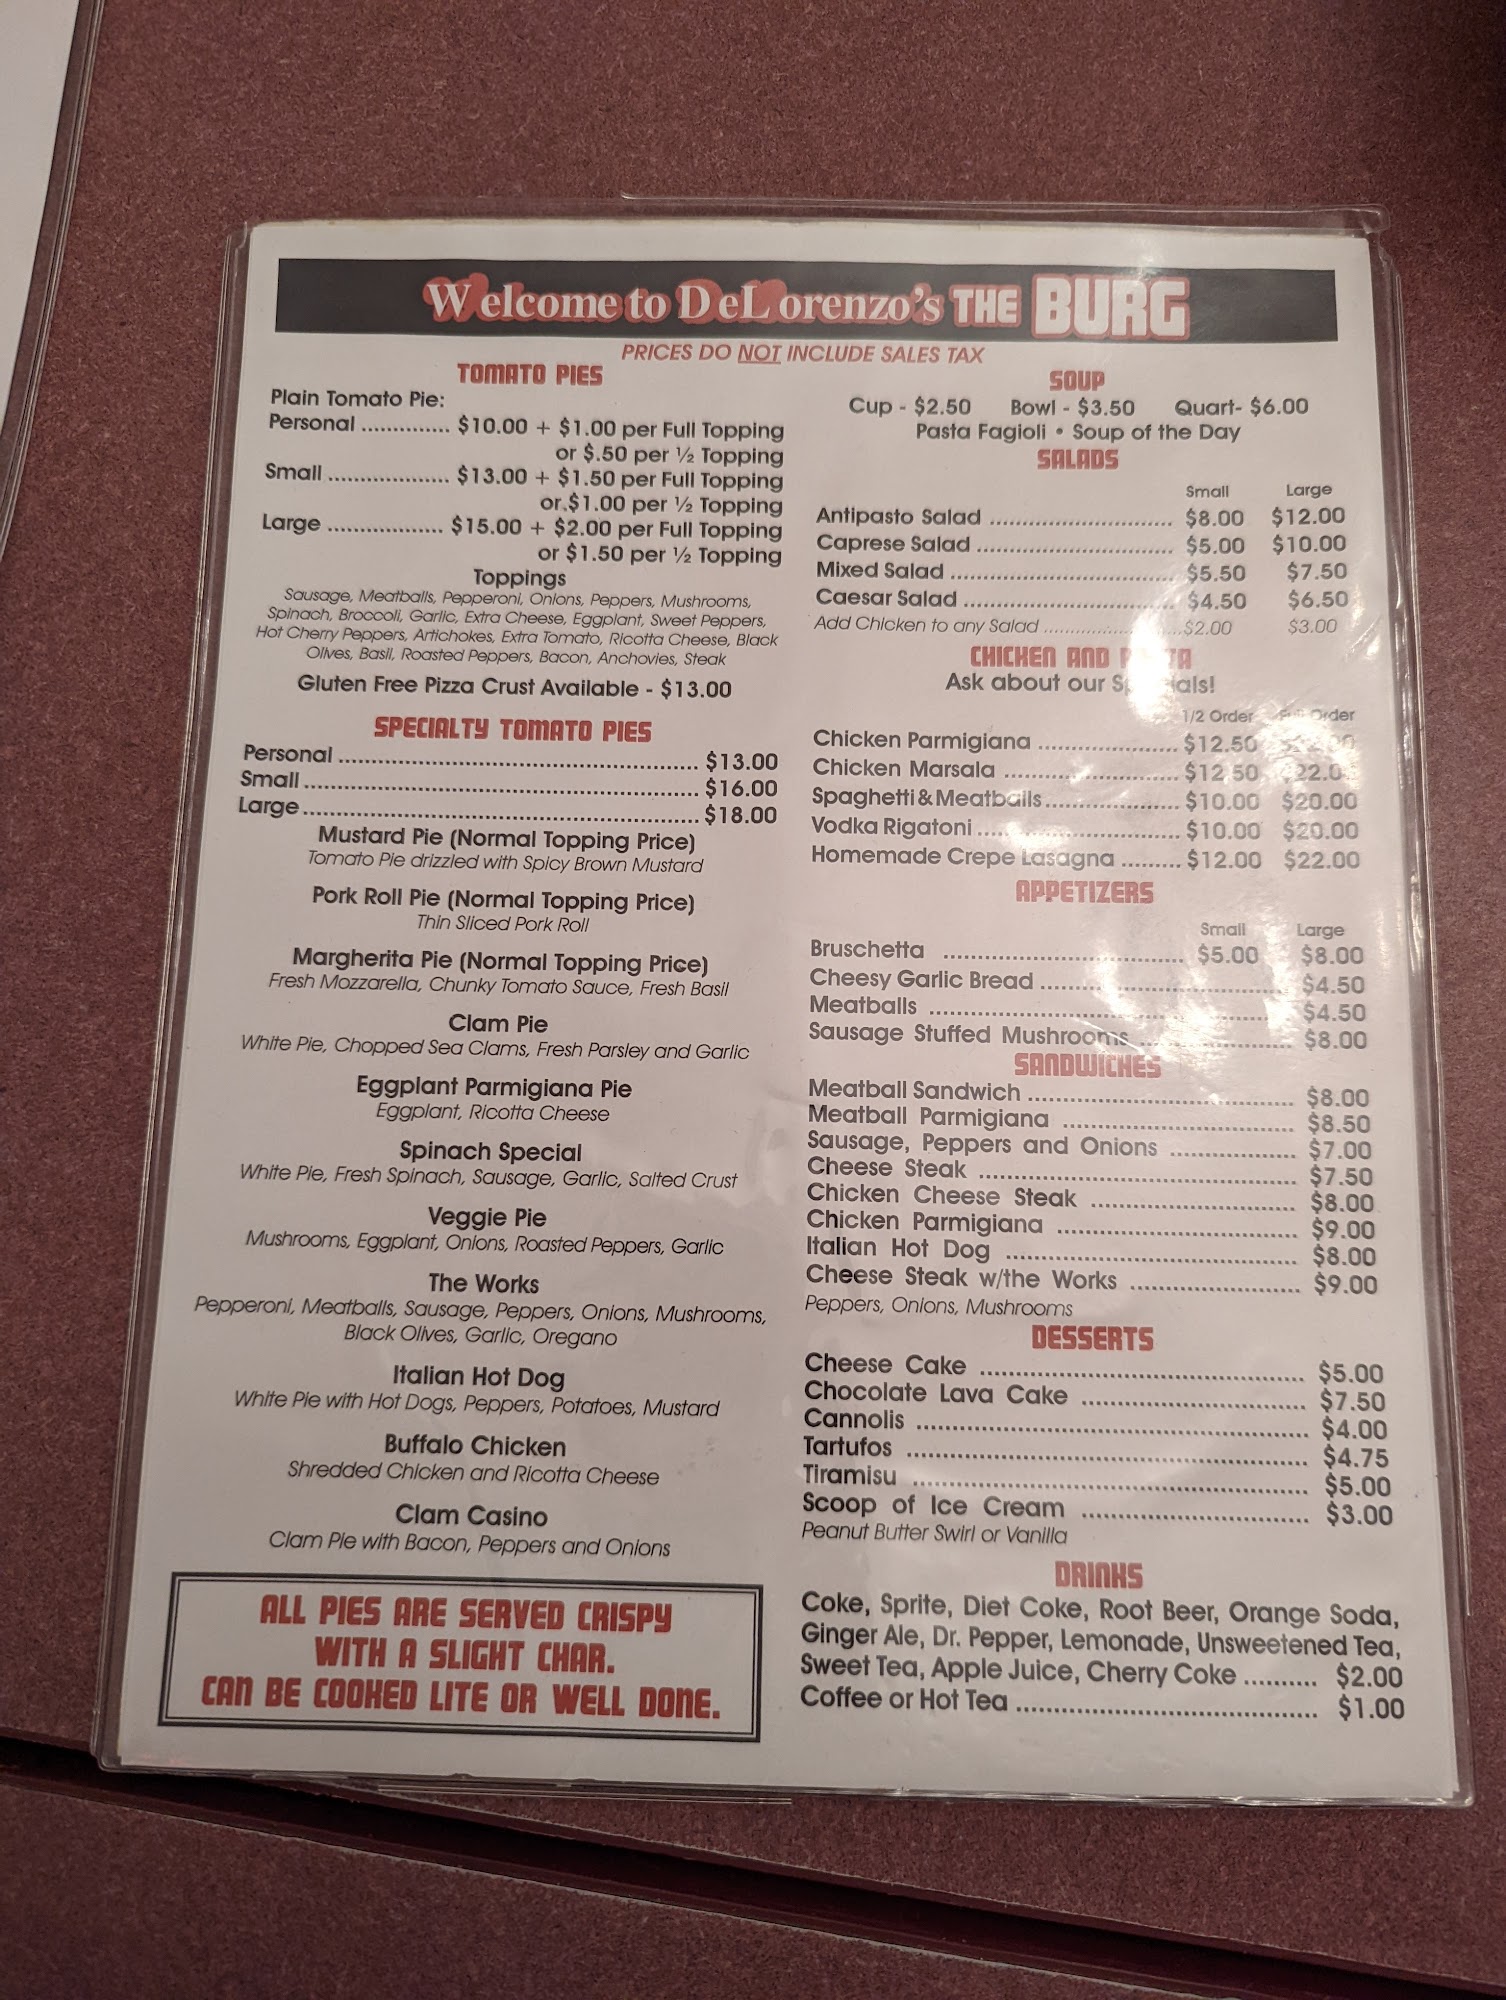 Welcome to DeLorenzo's THE BURG
PRICES DO NOT INCLUDE SALES TAX
TOMATO PIES
Plain Tomato Pie:
Personal .............. $10.00 + $1.00 per Full Topping
or $.50 per ½ Topping
Small ................... $13.00 + $1.50 per Full Topping
or.$1.00 per ½ Topping
Large .................. $15.00 + $2.00 per Full Topping
or $1.50 per ½ Topping
Toppings
Sausage, Meatballs, Pepperoni, Onions, Peppers, Mushrooms,
Spinach, Broccoli, Garlic, Extra Cheese, Eggplant, Sweet Peppers,
Hot Cherry Peppers, Artichokes, Extra Tomato, Ricotta Cheese, Black
Olives, Basil, Roasted Peppers, Bacon, Anchovies, Steak
Gluten Free Pizza Crust Available - $13.00
SPECIALTY TOMATO PIES
Personal ........................................................ $13.00
Small ............................................................. $16.00
Large ............................................................. $18.00
Mustard Pie (Normal Topping Price)
Tomato Pie drizzled with Spicy Brown Mustard
Pork Roll Pie (Normal Topping Price)
Thin Sliced Pork Roll
Margherita Pie (Normal Topping Price)
Fresh Mozzarella, Chunky Tomato Sauce, Fresh Basil
Clam Pie
White Pie, Chopped Sea Clams, Fresh Parsley and Garlic
Eggplant Parmigiana Pie
Eggplant, Ricotta Cheese
Spinach Special
White Pie, Fresh Spinach, Sausage, Garlic, Salted Crust
Veggie Pie
Mushrooms, Eggplant, Onions, Roasted Peppers, Garlic
The Works
Pepperoni, Meatballs, Sausage, Peppers, Onions, Mushrooms,
Black Olives, Garlic, Oregano
Italian Hot Dog
White Pie with Hot Dogs, Peppers, Potatoes, Mustard
Buffalo Chicken
Shredded Chicken and Ricotta Cheese
Clam Casino
Clam Pie with Bacon, Peppers and Onions
ALL PIES ARE SERVED CRISPY
WITH A SLIGHT CHAR.
CAN BE COOKED LITE OR WELL DONE.
SOUP
Cup - $2.50 Bowl - $3.50 Quart- $6.00
Pasta Fagioli • Soup of the Day
SALADS
Small Large
Antipasto Salad ............................ $8.00 $12.00
Caprese Salad .............................. $5.00 $10.00
Mixed Salad .................................. $5.50 $7.50
Caesar Salad ................................ $4.50 $6.50
Add Chicken to any Salad ......................$2.00 $3.00
CHICKEN AND
Ask about our
1/2 Order Order
Chicken Parmigiana ..................... $12.50
Chicken Marsala .......................... $12.50
Spaghetti & Meatballs.................... $10.00 $20.00
Vodka Rigatoni .............................. $10.00 $20.00
Homemade Crepe Lasagna ......... $12.00 $22.00
APPETIZERS
Small Large
Bruschetta .................................... $5.00 $8.00
Cheesy Garlic Bread ...................................... $4.50
Meatballs ...................................................... $4.50
Sausage Stuffed Mushrooms ........................ $8.00
SANDWICHES
Meatball Sandwich ........................................ $8.00
Meatball Parmigiana .................................... $8.50
Sausage, Peppers and Onions ................... $7.00
Cheese Steak ................................................ $7.50
Chicken Cheese Steak ............................... $8.00
Chicken Parmigiana .................................... $9.00
Italian Hot Dog ............................................ $8.00
Cheese Steak w/the Works .......................... $9.00
Peppers, Onions, Mushrooms
DESSERTS
Cheese Cake ................................................. $5.00
Chocolate Lava Cake .................................. $7.50
Cannolis .......................................................... $4.00
Tartufos ........................................................... $4.75
Tiramisu .......................................................... $5.00
Scoop of Ice Cream .................................. $3.00
Peanut Butter Swirl or Vanilla
DRINKS
Coke, Sprite, Diet Coke, Root Beer, Orange Soda,
Ginger Ale, Dr. Pepper, Lemonade, Unsweetened Tea,
Sweet Tea, Apple Juice, Cherry Coke .......... $2.00
Coffee or Hot Tea ......................................... $1.00